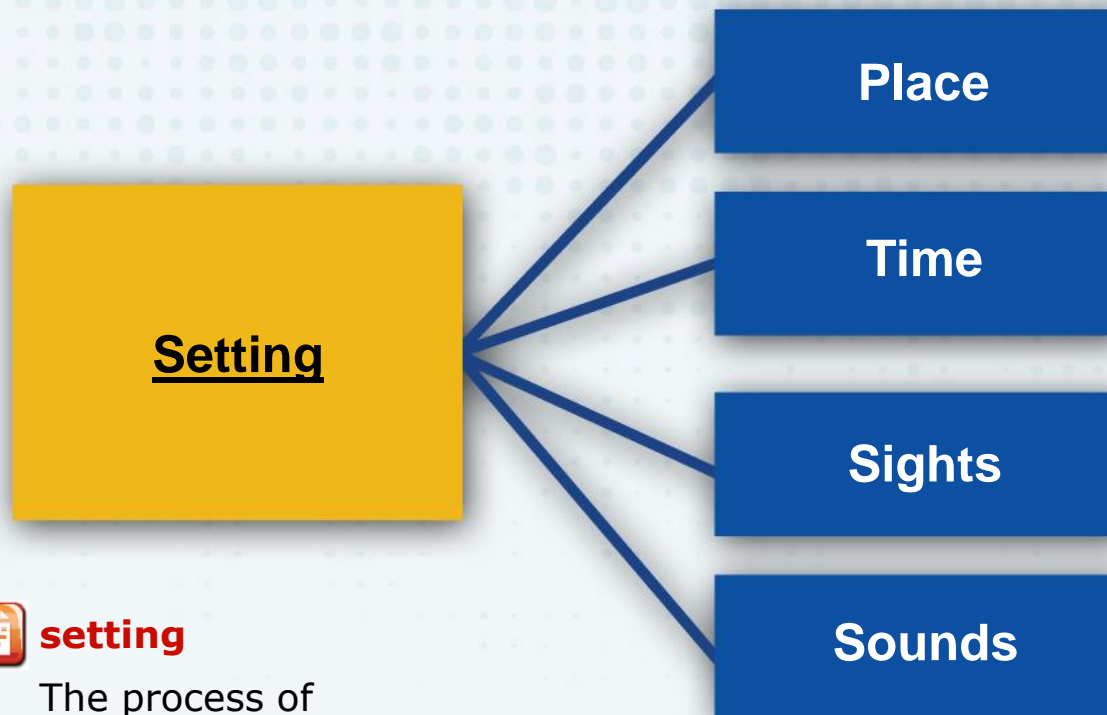 Place
Time
Setting
Sights
Sounds
setting
The process of